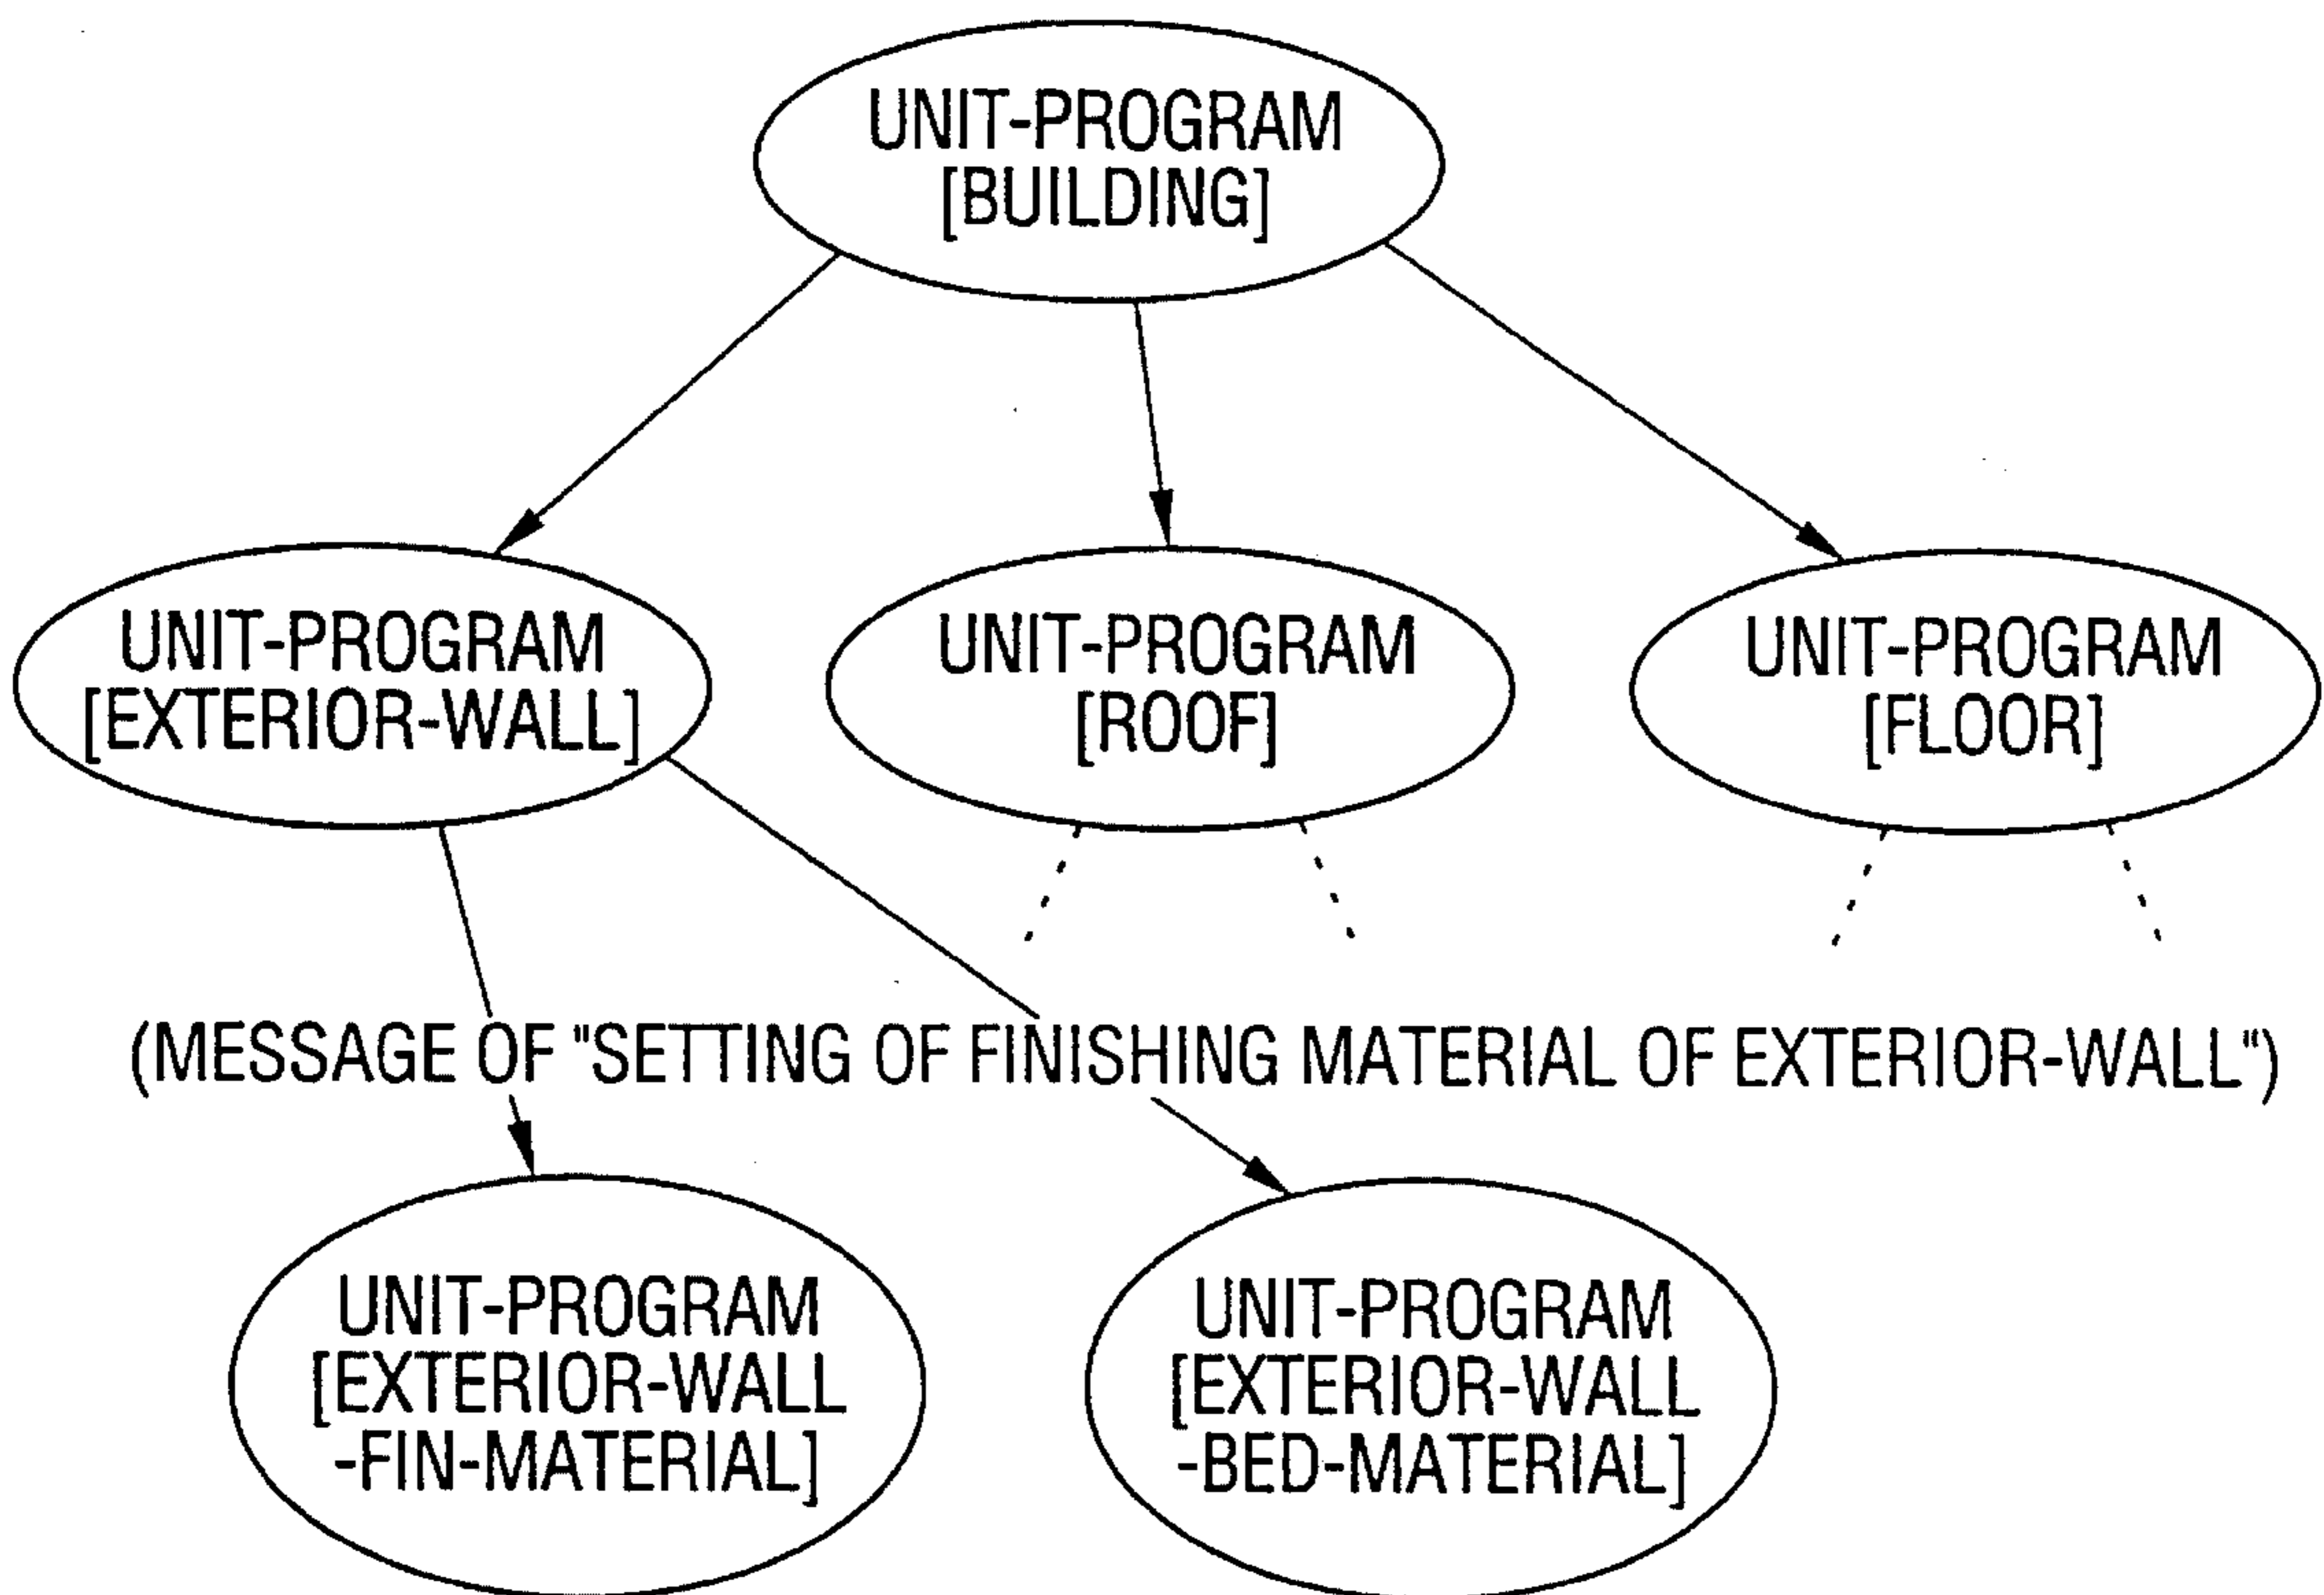 UNIT-PROGRAM
[BUILDING]
UNIT-PROGRAM
[EXTERIOR-WALL]
UNIT-PROGRAM
[ROOF]
UNIT-PROGRAM
[FLOOR]
(MESSAGE OF "SETTING OF FINISHING MATERIAL OF EXTERIOR-WALL")
UNIT-PROGRAM
[EXTERIOR-WALL
-FIN-MATERIAL]
UNIT-PROGRAM
[EXTERIOR-WALL
-BED-MATERIAL]